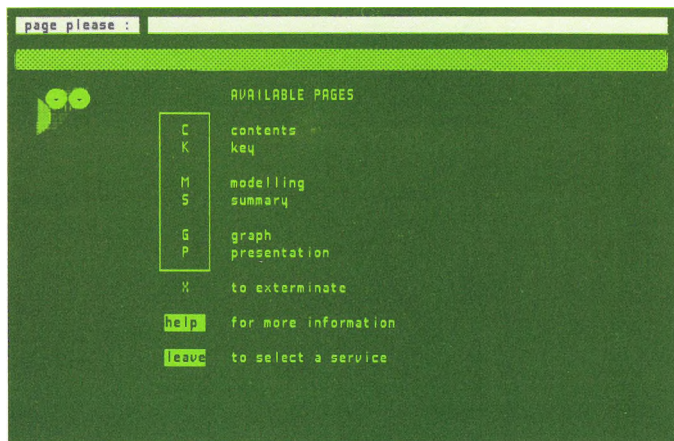 page please :
AVAILABLE PAGES
C contents
K key
M modelling
S summary
G graph
P presentation
X to exterminate
help for more information
leave to select a service